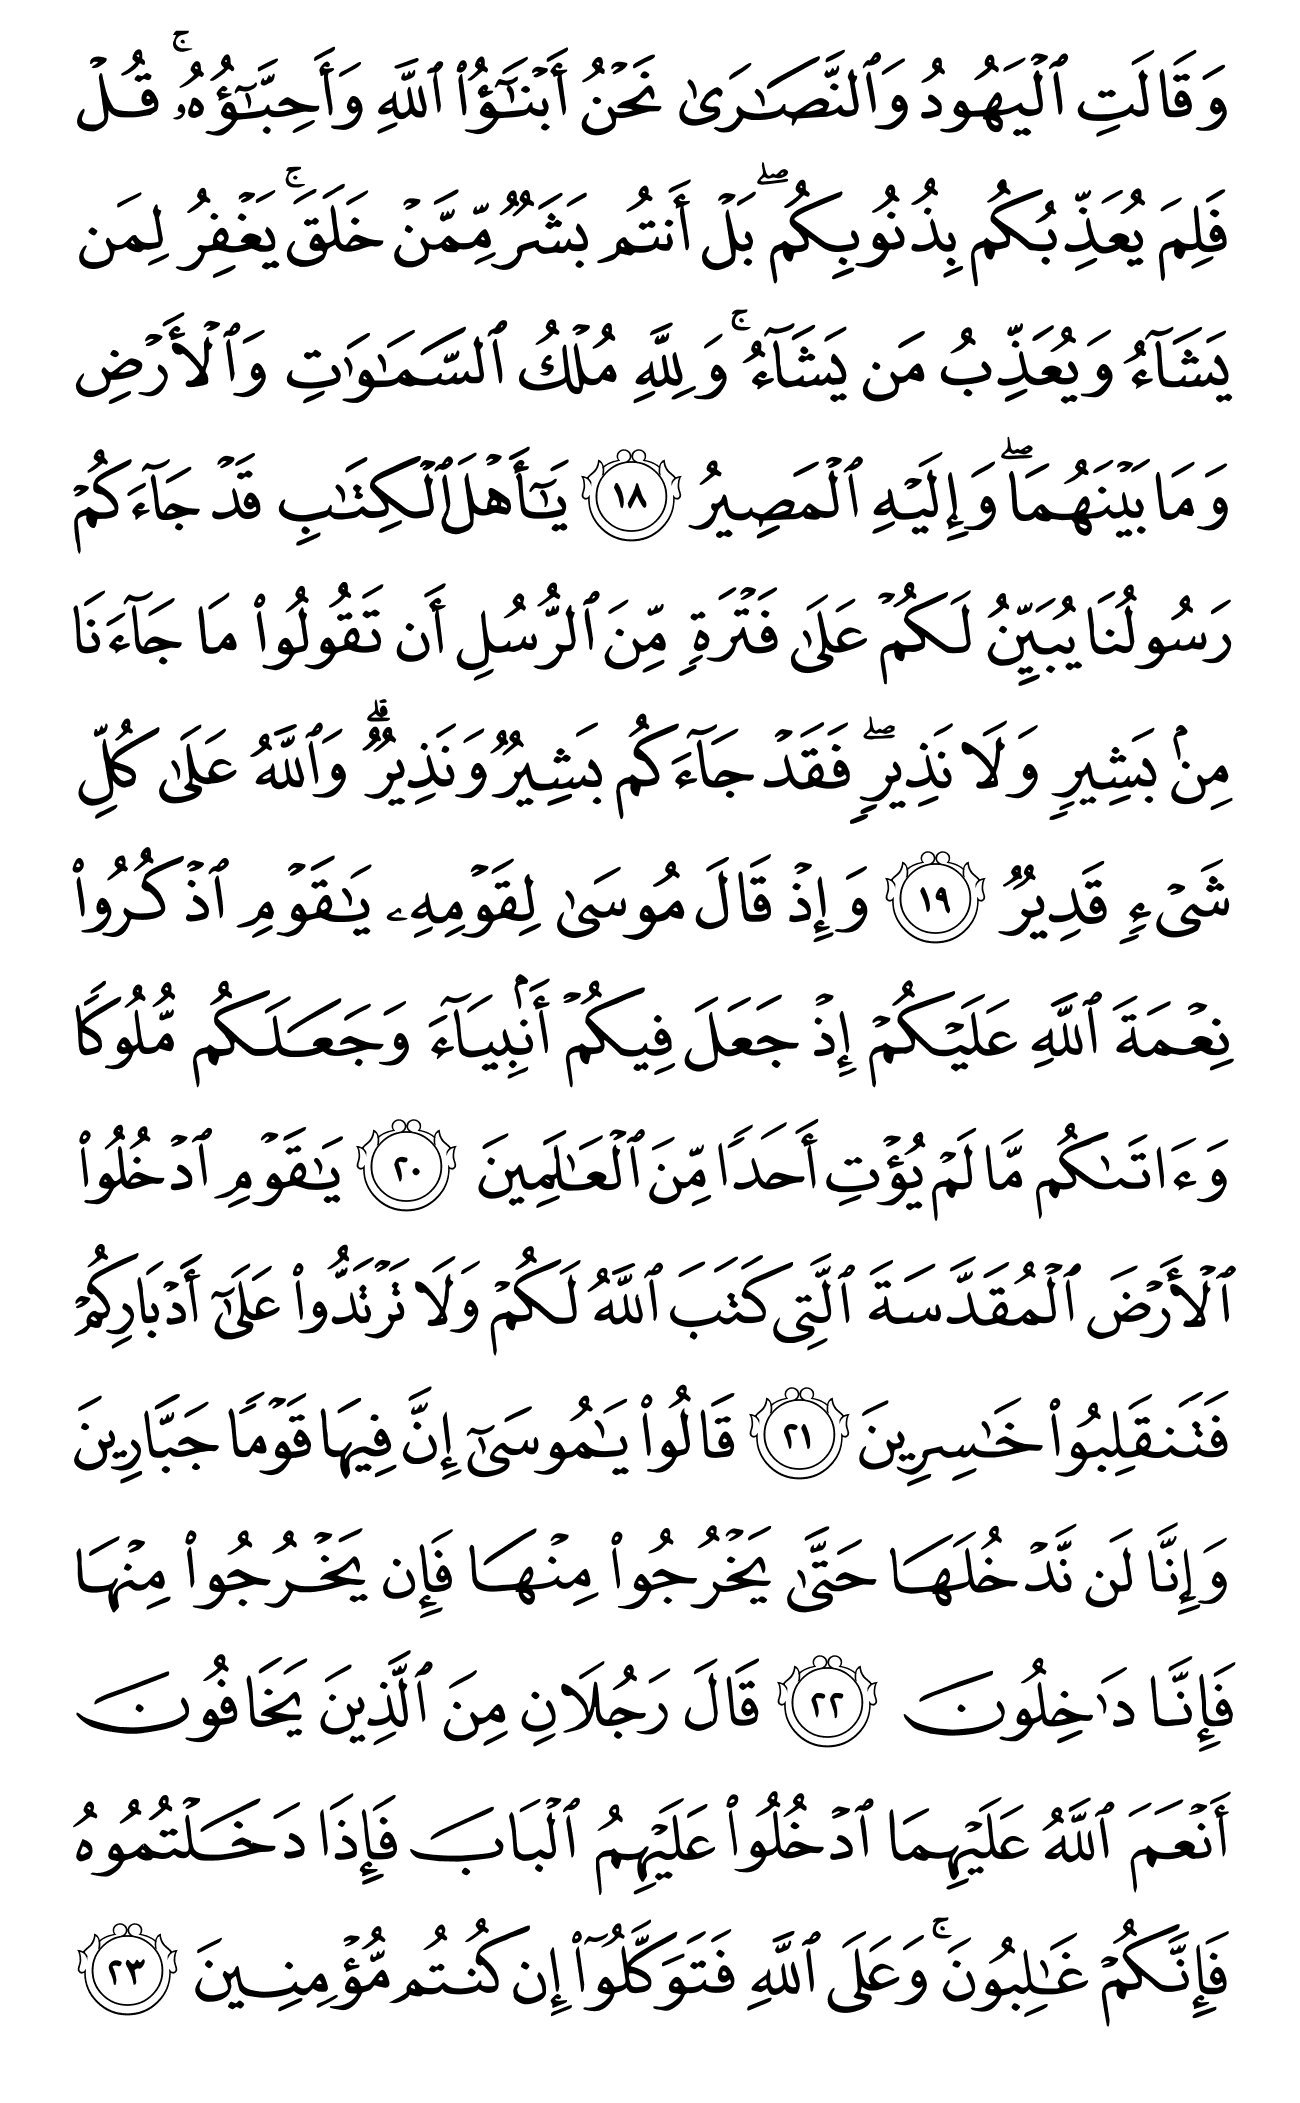 وَقَالَتِ ٱلْيَهُودُ وَٱلنَّصَـٰرَىٰ نَحْنُ أَبْنَـٰٓؤُا۟ ٱللَّهِ وَأَحِبَّـٰٓؤُهُۥ ۚ قُلْ
فَلِمَ يُعَذِّبُكُم بِذُنُوبِكُم ۖ بَلْ أَنتُم بَشَرٌ مِّمَّنْ خَلَقَ ۚ يَغْفِرُ لِمَن
يَشَآءُ وَيُعَذِّبُ مَن يَشَآءُ ۚ وَلِلَّهِ مُلْكُ ٱلسَّمَـٰوَٰتِ وَٱلْأَرْضِ
وَمَا بَيْنَهُمَا ۖ وَإِلَيْهِ ٱلْمَصِيرُ ١٨ يَـٰٓأَهْلَ ٱلْكِتَـٰبِ قَدْ جَآءَكُمْ
رَسُولُنَا يُبَيِّنُ لَكُمْ عَلَىٰ فَتْرَةٍ مِّنَ ٱلرُّسُلِ أَن تَقُولُوا۟ مَا جَآءَنَا
مِنۢ بَشِيرٍ وَلَا نَذِيرٍ ۖ فَقَدْ جَآءَكُم بَشِيرٌ وَنَذِيرٌ ۗ وَٱللَّهُ عَلَىٰ كُلِّ
شَىْءٍ قَدِيرٌ ١٩ وَإِذْ قَالَ مُوسَىٰ لِقَوْمِهِۦ يَـٰقَوْمِ ٱذْكُرُوا۟
نِعْمَةَ ٱللَّهِ عَلَيْكُمْ إِذْ جَعَلَ فِيكُمْ أَنۢبِيَآءَ وَجَعَلَكُم مُّلُوكًا
وَءَاتَىٰكُم مَّا لَمْ يُؤْتِ أَحَدًا مِّنَ ٱلْعَـٰلَمِينَ ٢٠ يَـٰقَوْمِ ٱدْخُلُوا۟
ٱلْأَرْضَ ٱلْمُقَدَّسَةَ ٱلَّتِى كَتَبَ ٱللَّهُ لَكُمْ وَلَا تَرْتَدُّوا۟ عَلَىٰٓ أَدْبَارِكُمْ
فَتَنقَلِبُوا۟ خَـٰسِرِينَ ٢١ قَالُوا۟ يَـٰمُوسَىٰٓ إِنَّ فِيهَا قَوْمًا جَبَّارِينَ
وَإِنَّا لَن نَّدْخُلَهَا حَتَّىٰ يَخْرُجُوا۟ مِنْهَا فَإِن يَخْرُجُوا۟ مِنْهَا
فَإِنَّا دَٰخِلُونَ ٢٢ قَالَ رَجُلَانِ مِنَ ٱلَّذِينَ يَخَافُونَ
أَنْعَمَ ٱللَّهُ عَلَيْهِمَا ٱدْخُلُوا۟ عَلَيْهِمُ ٱلْبَابَ فَإِذَا دَخَلْتُمُوهُ
فَإِنَّكُمْ غَـٰلِبُونَ ۚ وَعَلَى ٱللَّهِ فَتَوَكَّلُوٓا۟ إِن كُنتُم مُّؤْمِنِينَ ٢٣